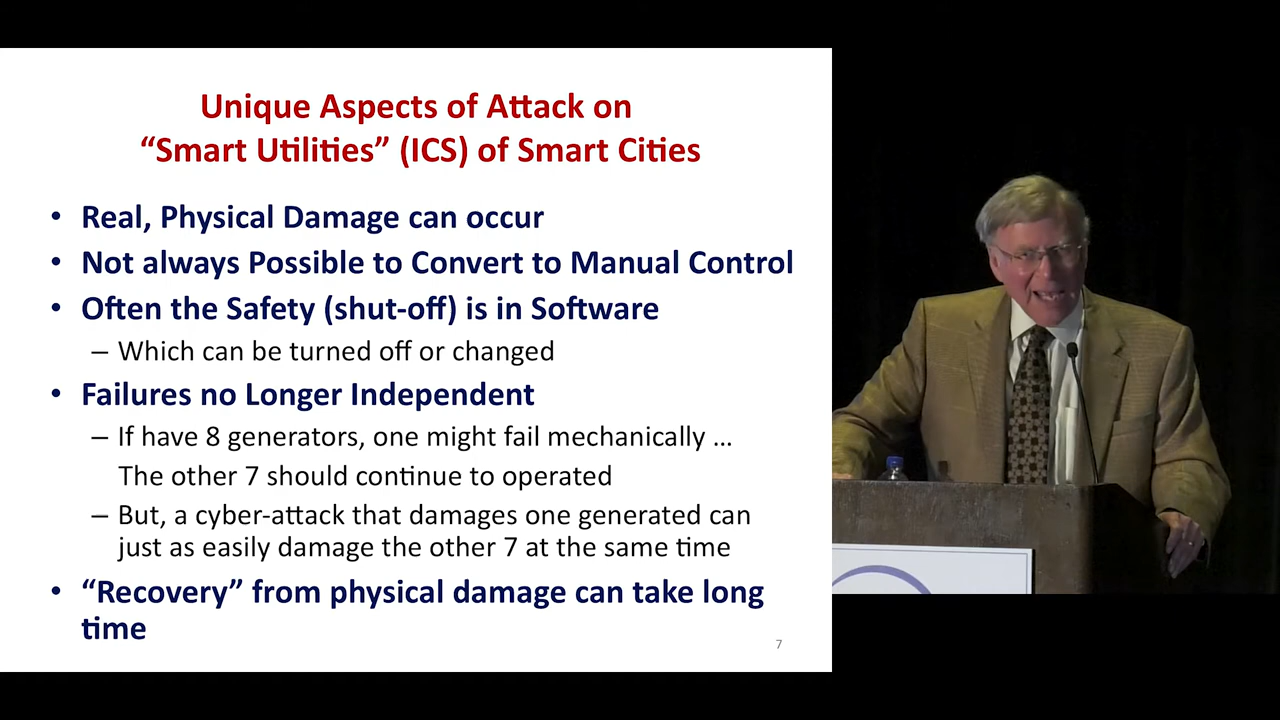 Unique Aspects of Attack on
“Smart Utilities” (ICS) of Smart Cities
• Real, Physical Damage can occur
• Not always Possible to Convert to Manual Control
• Often the Safety (shut-off) is in Software
– Which can be turned off or changed
• Failures no Longer Independent
– If have 8 generators, one might fail mechanically ...
The other 7 should continue to operated
– But, a cyber-attack that damages one generated can
just as easily damage the other 7 at the same time
• “Recovery” from physical damage can take long
time
7